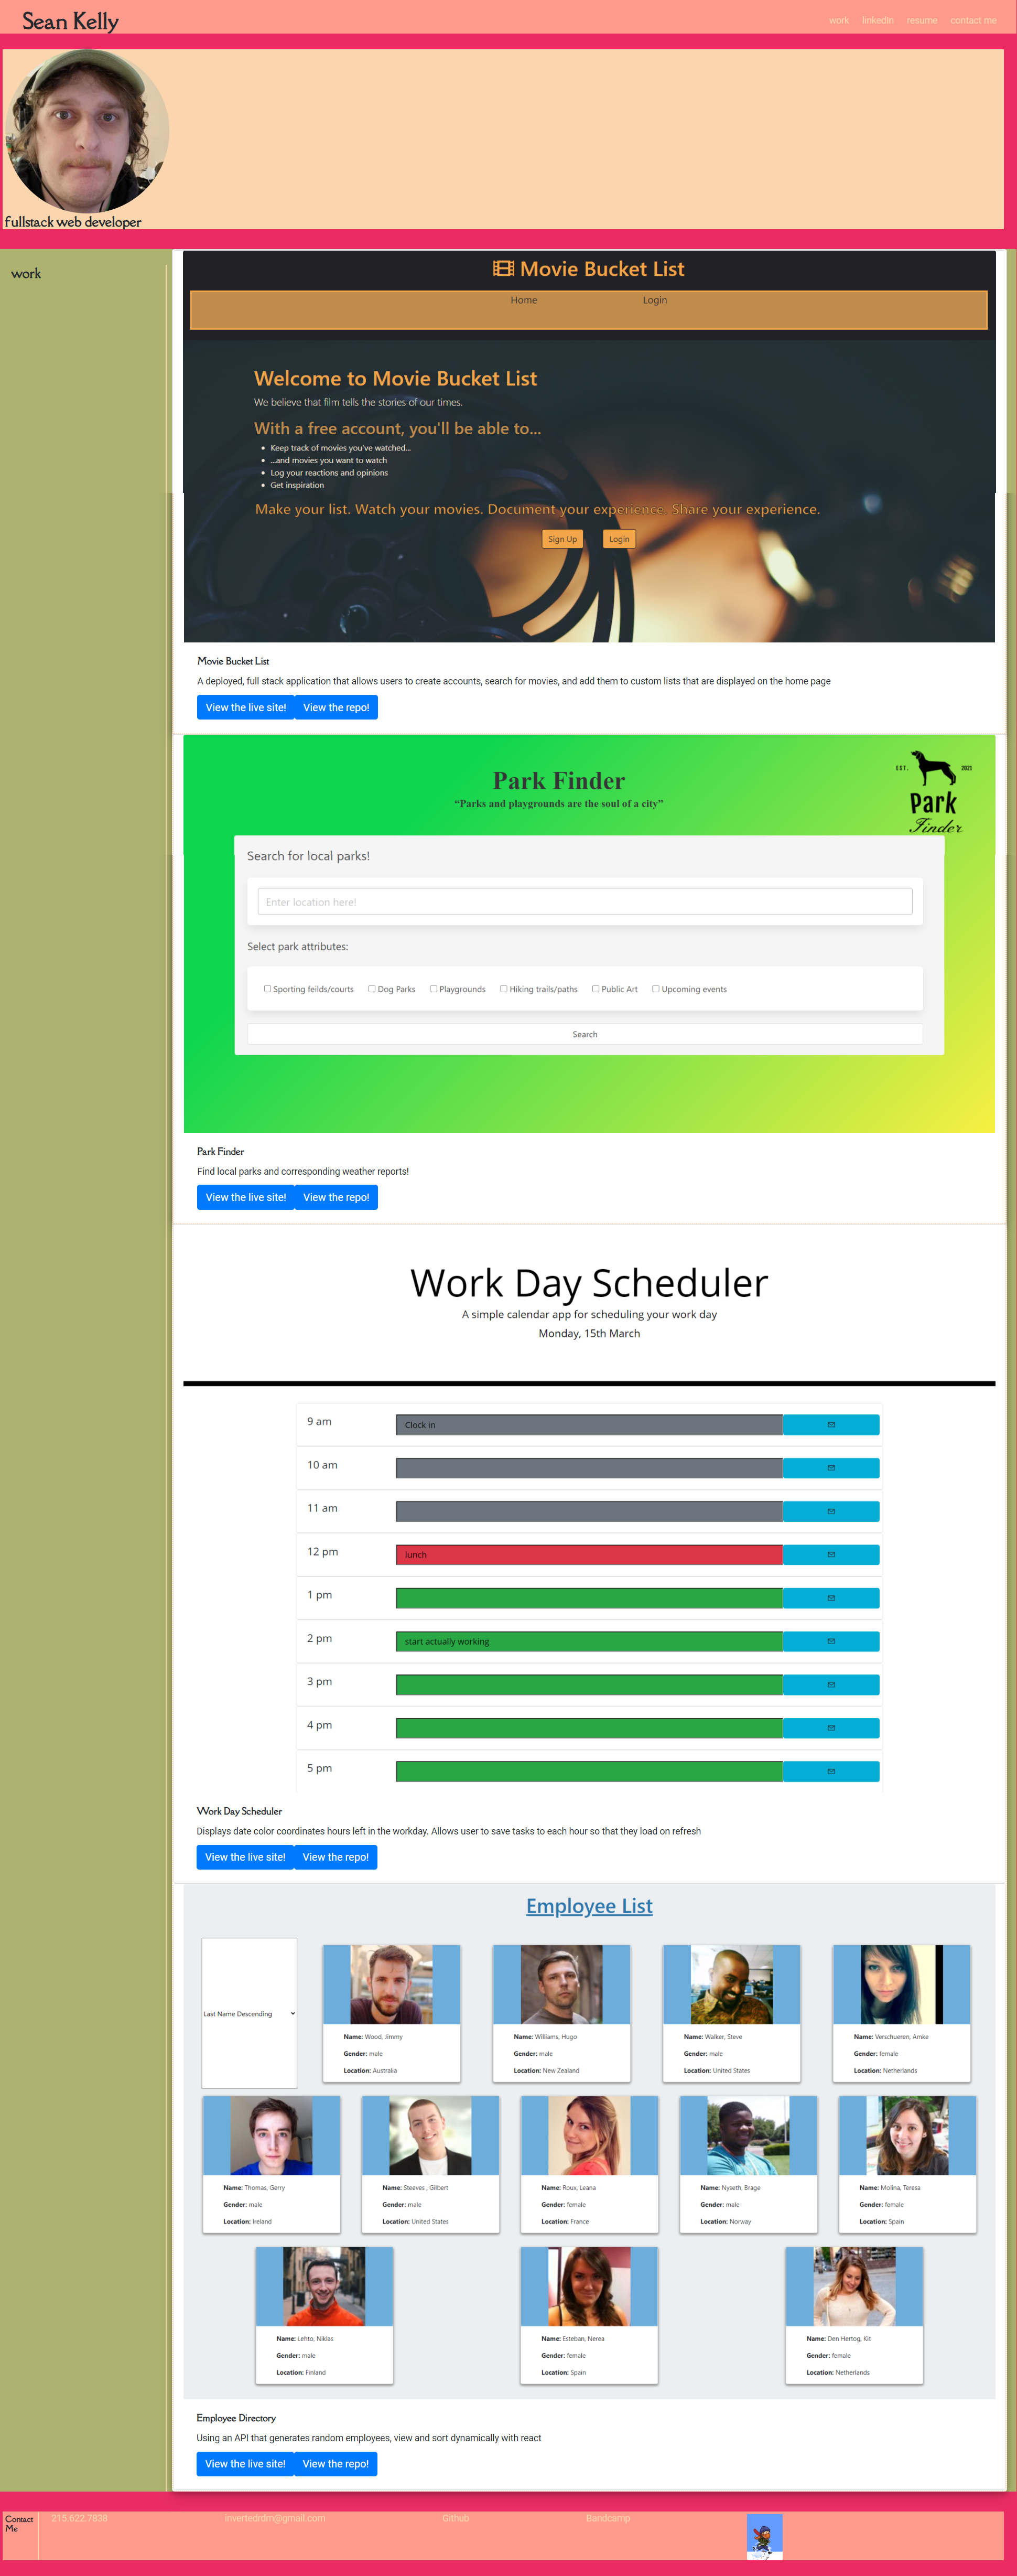 Sean Kelly
work linkedin resume contact me
fullstack web developer
work
Movie Bucket List
Home Login
Welcome to Movie Bucket List
We believe that film tells the stories of our times.
With a free account, you'll be able to...
Keep track of movies you've watched...
...and movies you want to watch
Log your reactions and opinions
Get inspiration
Make your list. Watch your movies. Document your experience. Share your experience.
Sign Up Login
Movie Bucket List
A deployed, full stack application that allows users to create accounts, search for movies, and add them to custom lists that are displayed on the home page
View the live site! View the repo!
Park Finder
“Parks and playgrounds are the soul of a city”
EST. 2021
Park
Finder
Search for local parks!
Enter location here!
Select park attributes:
Sporting feilds/courts Dog Parks Playgrounds Hiking trails/paths Public Art Upcoming events
Search
Park Finder
Find local parks and corresponding weather reports!
View the live site! View the repo!
Work Day Scheduler
A simple calendar app for scheduling your work day
Monday, 15th March
9 am Clock in
10 am
11 am
12 pm lunch
1 pm
2 pm start actually working
3 pm
4 pm
5 pm
Work Day Scheduler
Displays date color coordinates hours left in the workday. Allows user to save tasks to each hour so that they load on refresh
View the live site! View the repo!
Employee List
Last Name Descending
Name: Wood, Jimmy Name: Williams, Hugo Name: Walker, Steve Name: Verschueren, Amke
Gender: male Gender: male Gender: male Gender: female
Location: Australia Location: New Zealand Location: United States Location: Netherlands
Name: Thomas, Gerry Name: Steeves , Gilbert Name: Roux, Leana Name: Nyseth, Brage Name: Molina, Teresa
Gender: male Gender: male Gender: female Gender: male Gender: female
Location: Ireland Location: United States Location: France Location: Norway Location: Spain
Name: Lehto, Niklas Name: Esteban, Nerea Name: Den Hertog, Kit
Gender: male Gender: female Gender: female
Location: Finland Location: Spain Location: Netherlands
Employee Directory
Using an API that generates random employees, view and sort dynamically with react
View the live site! View the repo!
Contact
Me
215.622.7838 invertedrdm@gmail.com Github Bandcamp